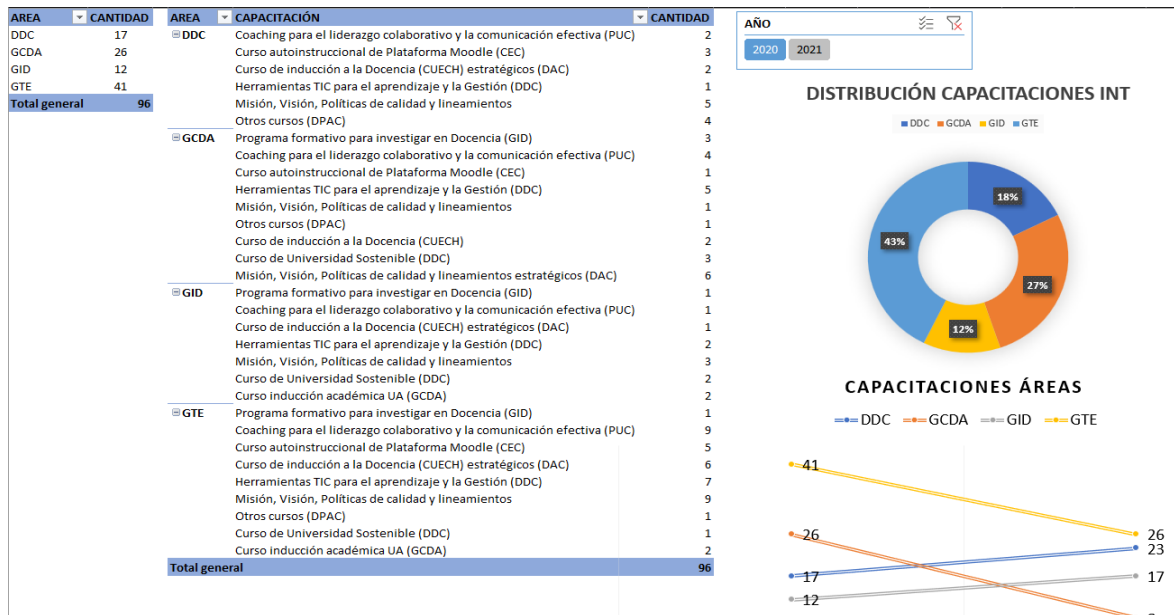 AREA CANTIDAD
DDC 17
GCDA 26
GID 12
GTE 41
Total general 96
AREA CAPACITACIÓN CANTIDAD
DDC Coaching para el liderazgo colaborativo y la comunicación efectiva (PUC) 2
Curso autoinstruccional de Plataforma Moodle (CEC) 3
Curso de inducción a la Docencia (CUECH) estratégicos (DAC) 2
Herramientas TIC para el aprendizaje y la Gestión (DDC) 1
Misión, Visión, Políticas de calidad y lineamientos 5
Otros cursos (DPAC) 4
GCDA Programa formativo para investigar en Docencia (GID) 3
Coaching para el liderazgo colaborativo y la comunicación efectiva (PUC) 4
Curso autoinstruccional de Plataforma Moodle (CEC) 1
Herramientas TIC para el aprendizaje y la Gestión (DDC) 5
Misión, Visión, Políticas de calidad y lineamientos 1
Otros cursos (DPAC) 1
Curso de inducción a la Docencia (CUECH) 2
Curso de Universidad Sostenible (DDC) 3
Misión, Visión, Políticas de calidad y lineamientos estratégicos (DAC) 6
GID Programa formativo para investigar en Docencia (GID) 1
Coaching para el liderazgo colaborativo y la comunicación efectiva (PUC) 1
Curso de inducción a la Docencia (CUECH) estratégicos (DAC) 1
Herramientas TIC para el aprendizaje y la Gestión (DDC) 2
Misión, Visión, Políticas de calidad y lineamientos 3
Curso de Universidad Sostenible (DDC) 2
Curso inducción académica UA (GCDA) 2
GTE Programa formativo para investigar en Docencia (GID) 1
Coaching para el liderazgo colaborativo y la comunicación efectiva (PUC) 9
Curso autoinstruccional de Plataforma Moodle (CEC) 5
Curso de inducción a la Docencia (CUECH) estratégicos (DAC) 6
Herramientas TIC para el aprendizaje y la Gestión (DDC) 7
Misión, Visión, Políticas de calidad y lineamientos 9
Otros cursos (DPAC) 1
Curso de Universidad Sostenible (DDC) 1
Curso inducción académica UA (GCDA) 2
Total general 96
AÑO
2020 2021
DISTRIBUCIÓN CAPACITACIONES INT
DDC GCDA GID GTE
18%
43%
27%
12%
CAPACITACIONES ÁREAS
DDC GCDA GID GTE
41
26 26
23
17 17
12